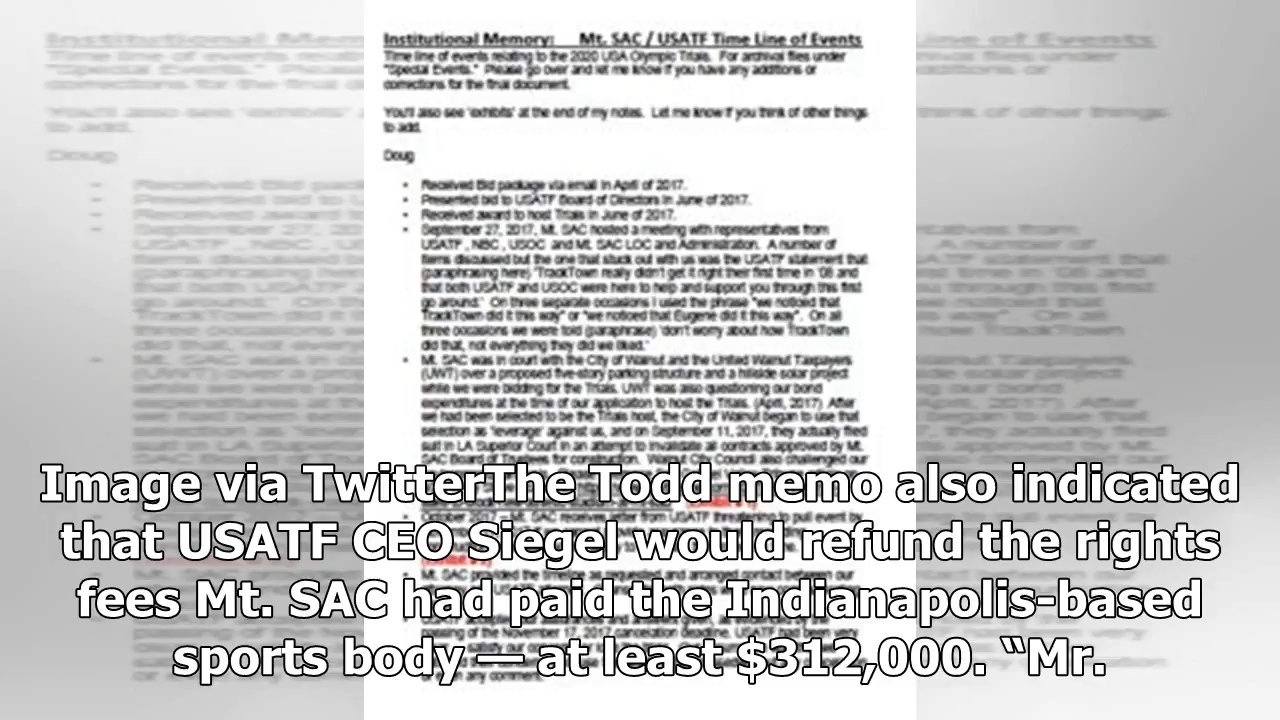 Institutional Memory: Mt. SAC / USATF Time Line of Events
Time line of events relating to the 2020 USA Olympic Trials. For archival files under
"Special Events." Please go over and let me know if you have any additions or
corrections for the final document.
You'll also see 'exhibits' at the end of my notes. Let me know if you think of other things
to add.
Doug
• Received Bid package via email in April of 2017.
• Presented bid to USATF Board of Directors in June of 2017.
• Received award to host Trials in June of 2017.
• September 27, 2017, Mt. SAC hosted a meeting with representatives from
USATF , NBC , USOC and Mt. SAC LOC and Administration. A number of
items discussed but the one that stuck out with us was the USATF statement that
(paraphrasing here) 'TrackTown really didn't get it right their first time in '08 and
that both USATF and USOC were here to help and support you through this first
go around.' On three separate occasions I used the phrase "we noticed that
TrackTown did it this way" or "we noticed that Eugene did it this way". On all
three occasions we were told (paraphrase) 'don't worry about how TrackTown
did that, not everything they did we liked.'
• Mt. SAC was in court with the City of Walnut and the United Walnut Taxpayers
(UWT) over a proposed five-story parking structure and a hillside solar project
while we were bidding for the Trials. UWT was also questioning our bond
expenditures at the time of our application to host the Trials. (April, 2017) After
we had been selected to be the Trials host, the City of Walnut began to use that
selection as 'leverage' against us, and on September 11, 2017, they actually filed
suit in LA Superior Court in an attempt to invalidate all contracts approved by Mt.
SAC Board of Trustees for construction. Walnut City Council also challenged our
Image via TwitterThe Todd memo also indicated
that USATF CEO Siegel would refund the rights
fees Mt. SAC had paid the Indianapolis-based
sports body — at least $312,000. “Mr.